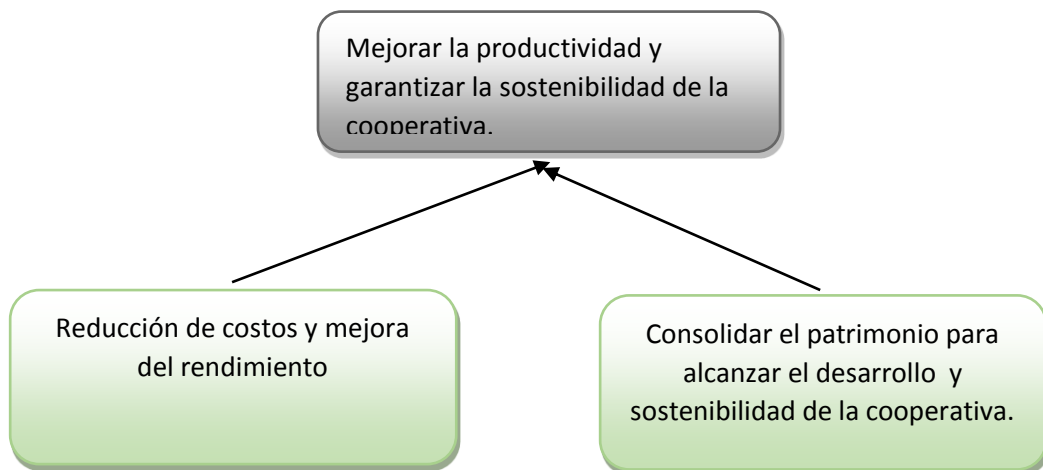 Mejorar la productividad y
garantizar la sostenibilidad de la
cooperativa.
Reducción de costos y mejora
del rendimiento
Consolidar el patrimonio para
alcanzar el desarrollo  y
sostenibilidad de la cooperativa.